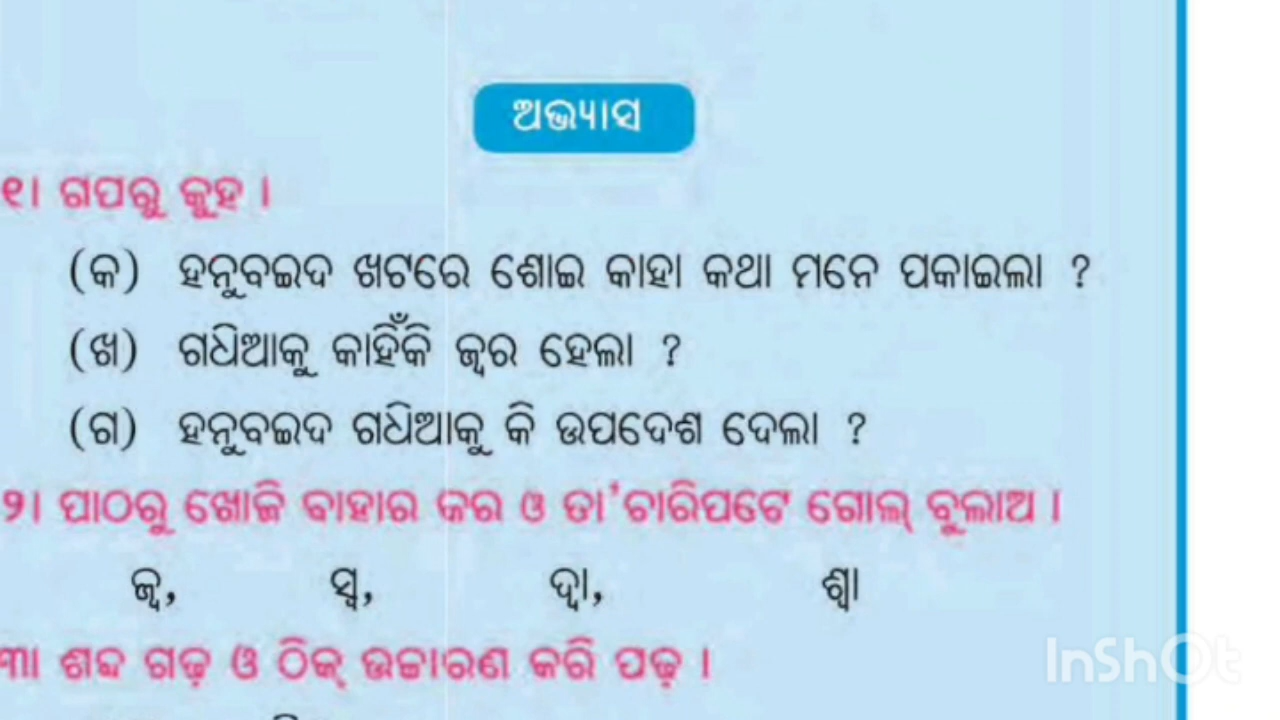 ଅଭ୍ୟାସ
୧। ଗପରୁ କୁହ ।
(କ) ହନୁବଇଦ ଖଟରେ ଶୋଇ କାହା କଥା ମନେ ପକାଇଲା ?
(ଖ) ଗଧିଆକୁ କାହିଁକି ଜ୍ୱର ହେଲା ?
(ଗ) ହନୁବଇଦ ଗଧିଆକୁ କି ଉପଦେଶ ଦେଲା ?
୨। ପାଠରୁ ଖୋଜି ବାହାର କର ଓ ତା'ଚାରିପଟେ ଗୋଲ୍ ବୁଲାଅ ।
ଜ୍ୱ, ସ୍ୱ, ଦ୍ୱା, ଶ୍ୱା
୩। ଶବ୍ଦ ଗଢ଼ ଓ ଠିକ୍ ଉଚ୍ଚାରଣ କରି ପଢ଼ ।
InShOt